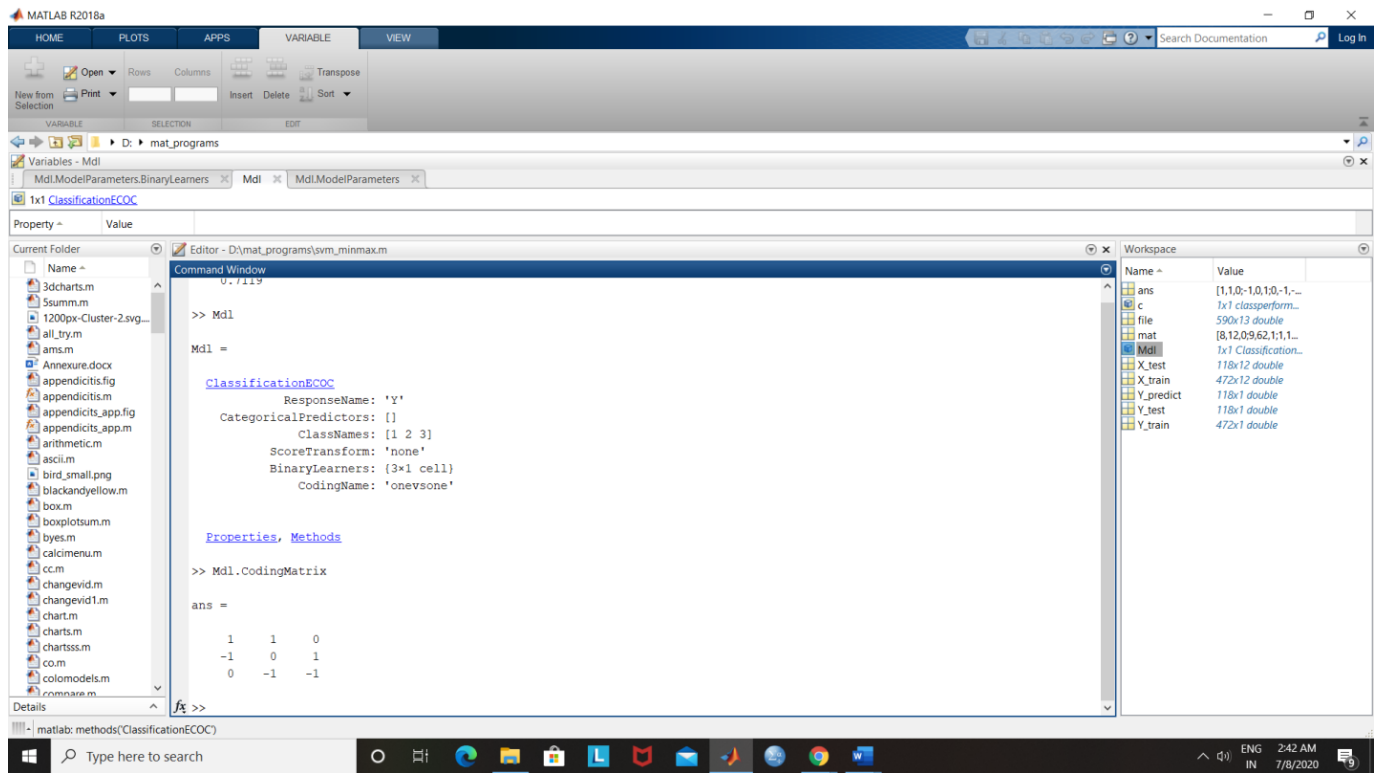 MATLAB R2018a
HOME PLOTS APPS VARIABLE VIEW Search Documentation Log In
Open Rows Columns Transpose
New from Selection Print Insert Delete Sort
VARIABLE SELECTION EDIT
D: mat_programs
Variables - Mdl
Mdl.ModelParameters.BinaryLearners Mdl Mdl.ModelParameters
1x1 ClassificationECOC
Property Value
Current Folder
Name
3dcharts.m
5summ.m
1200px-Cluster-2.svg....
all_try.m
ams.m
Annexure.docx
appendicitis.fig
appendicitis.m
appendicits_app.fig
appendicits_app.m
arithmetic.m
ascii.m
bird_small.png
blackandyellow.m
box.m
boxplotsum.m
byes.m
calcimenu.m
cc.m
changevid.m
changevid1.m
chart.m
charts.m
chartsss.m
co.m
colomodels.m
compare.m
Details
Editor - D:\mat_programs\svm_minmax.m
Command Window
0.7119
>> Mdl
Mdl =
ClassificationECOC
ResponseName: 'Y'
CategoricalPredictors: []
ClassNames: [1 2 3]
ScoreTransform: 'none'
BinaryLearners: {3×1 cell}
CodingName: 'onevsone'
Properties, Methods
>> Mdl.CodingMatrix
ans =
1 1 0
-1 0 1
0 -1 -1
fx >>
Workspace
Name Value
ans [1,1,0;-1,0,1;0,-1,-...
c 1x1 classperform...
file 590x13 double
mat [8,12,0;9,62,1;1,1...
Mdl 1x1 Classification...
X_test 118x12 double
X_train 472x12 double
Y_predict 118x1 double
Y_test 118x1 double
Y_train 472x1 double
matlab: methods('ClassificationECOC')
Type here to search
ENG 2:42 AM
IN 7/8/2020
9